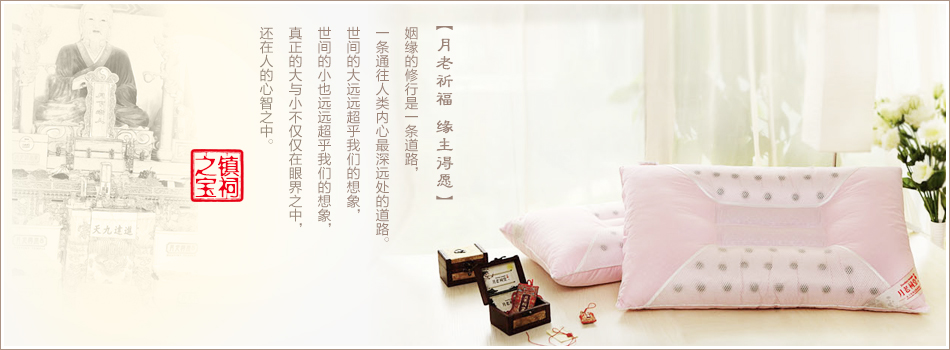 【月老祈福 缘主得愿】
姻缘的修行是一条道路，
一条通往人类内心最深远处的道路。
世间的大远远超乎我们的想象，
世间的小也远远超乎我们的想象，
真正的大与小不仅仅在眼界之中，
还在人的心智之中。
镇祠
之宝
天九達道